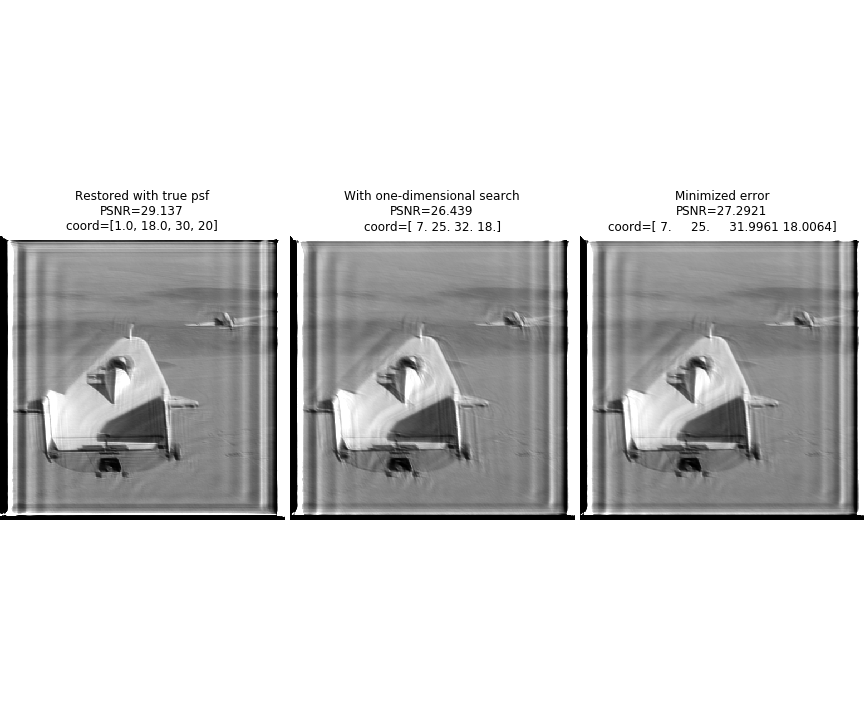 Restored with true psf
PSNR=29.137
coord=[1.0, 18.0, 30, 20]
With one-dimensional search
PSNR=26.439
coord=[ 7. 25. 32. 18.]
Minimized error
PSNR=27.2921
coord=[ 7.     25.     31.9961 18.0064]